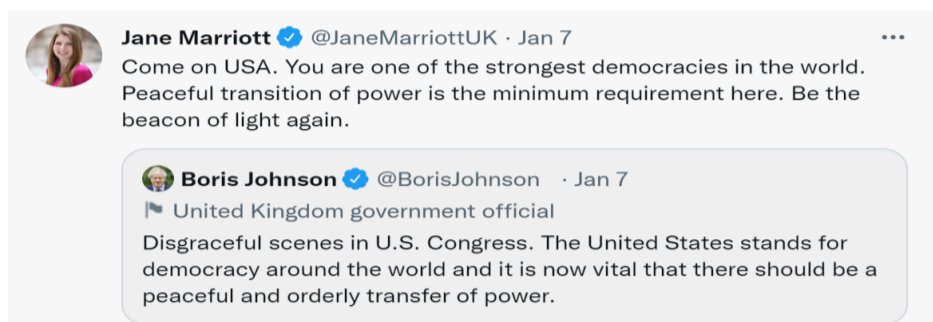 Jane Marriott @JaneMarriottUK · Jan 7
Come on USA. You are one of the strongest democracies in the world.
Peaceful transition of power is the minimum requirement here. Be the
beacon of light again.
Boris Johnson @BorisJohnson · Jan 7
United Kingdom government official
Disgraceful scenes in U.S. Congress. The United States stands for
democracy around the world and it is now vital that there should be a
peaceful and orderly transfer of power.